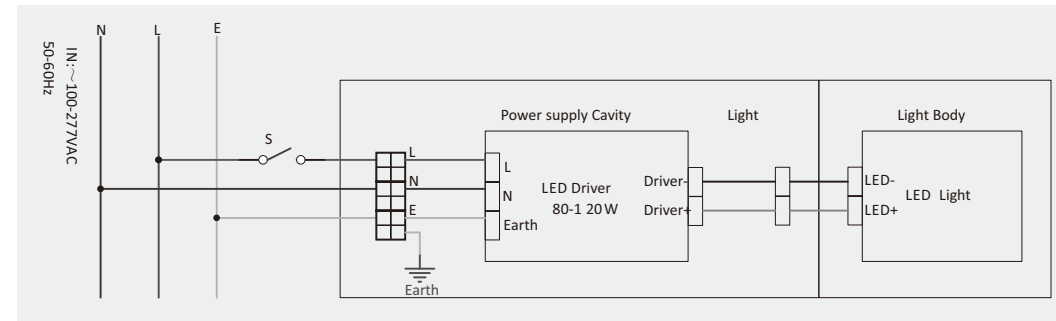 N L E
IN:～100-277VAC
50-60Hz
S
Power supply Cavity Light Light Body
L
N
E
L
N
Earth
LED Driver
80-1 20W
Driver-
Driver+
LED-
LED+
LED Light
Earth